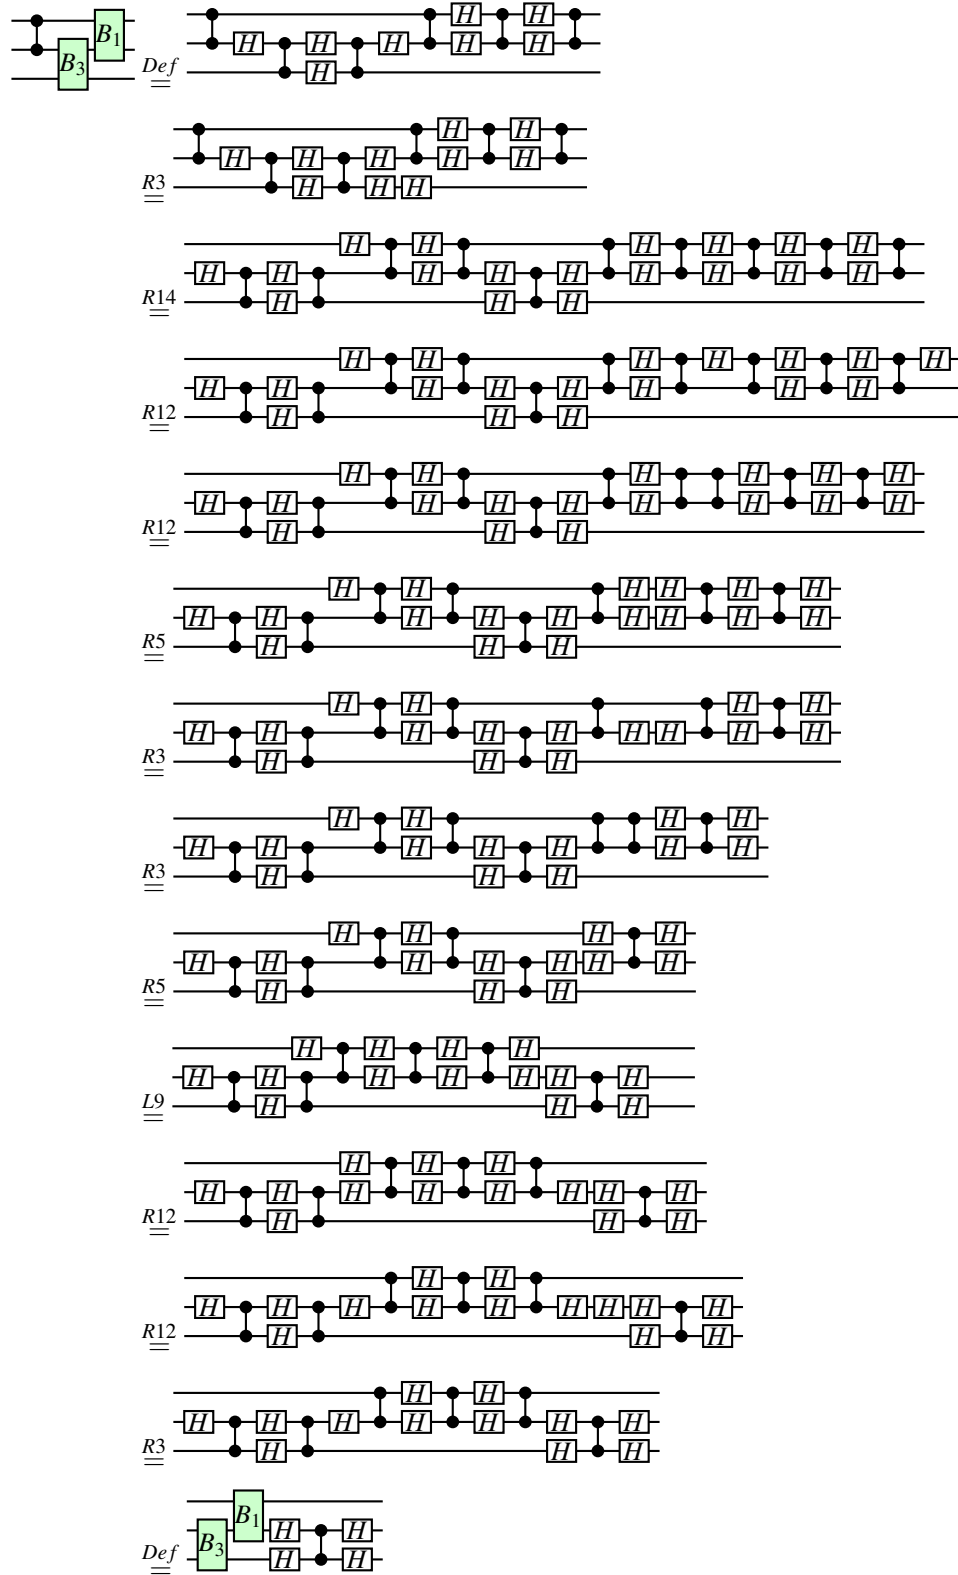 B₁ H H
B₃ H H H H H
Def = H
H H
H H H H H
R3 = H H H
H H H H H H
H H H H H H H H H
R14 = H H H
H H H H H H H
H H H H H H H H
R12 = H H H
H H H H H H
H H H H H H H H H
R12 = H H H
H H H H H H
H H H H H H H H H
R5 = H H H
H H H H
H H H H H H H H H
R3 = H H H
H H H H
H H H H H H H
R3 = H H H
H H H H
H H H H H H H
R5 = H H H
H H H H
H H H H H H H
L9 = H H H
H H H
H H H H H H H H
R12 = H H H
H H
H H H H H H H H H
R12 = H H H
H H
H H H H H H H
R3 = H H H
B₁
B₃ H H
Def = H H